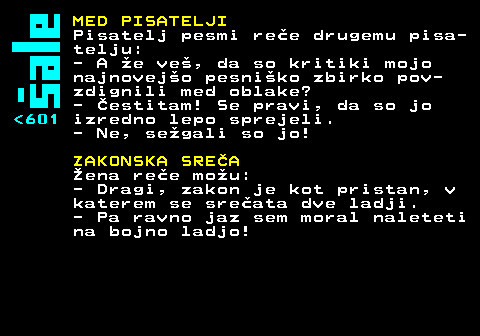 MED PISATELJI
Pisatelj pesmi reče drugemu pisa-
telju:
- A že veš, da so kritiki mojo
najnovejšo pesniško zbirko pov-
zdignili med oblake?
- Čestitam! Se pravi, da so jo
izredno lepo sprejeli.
- Ne, sežgali so jo!
ZAKONSKA SREČA
Žena reče možu:
- Dragi, zakon je kot pristan, v
katerem se srečata dve ladji.
- Pa ravno jaz sem moral naleteti
na bojno ladjo!
Šale
<601